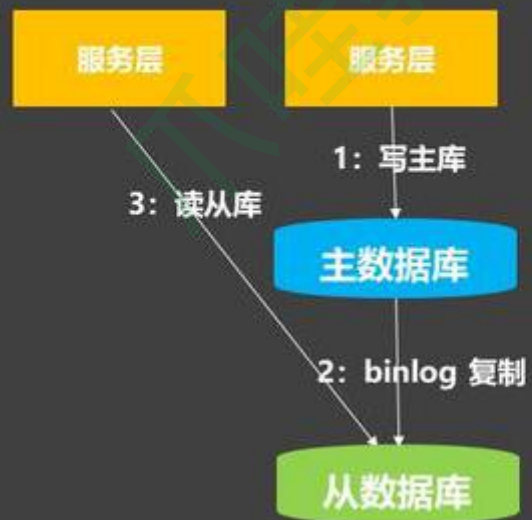 服务层
服务层
1：写主库
3：读从库
主数据库
2：binlog 复制
从数据库